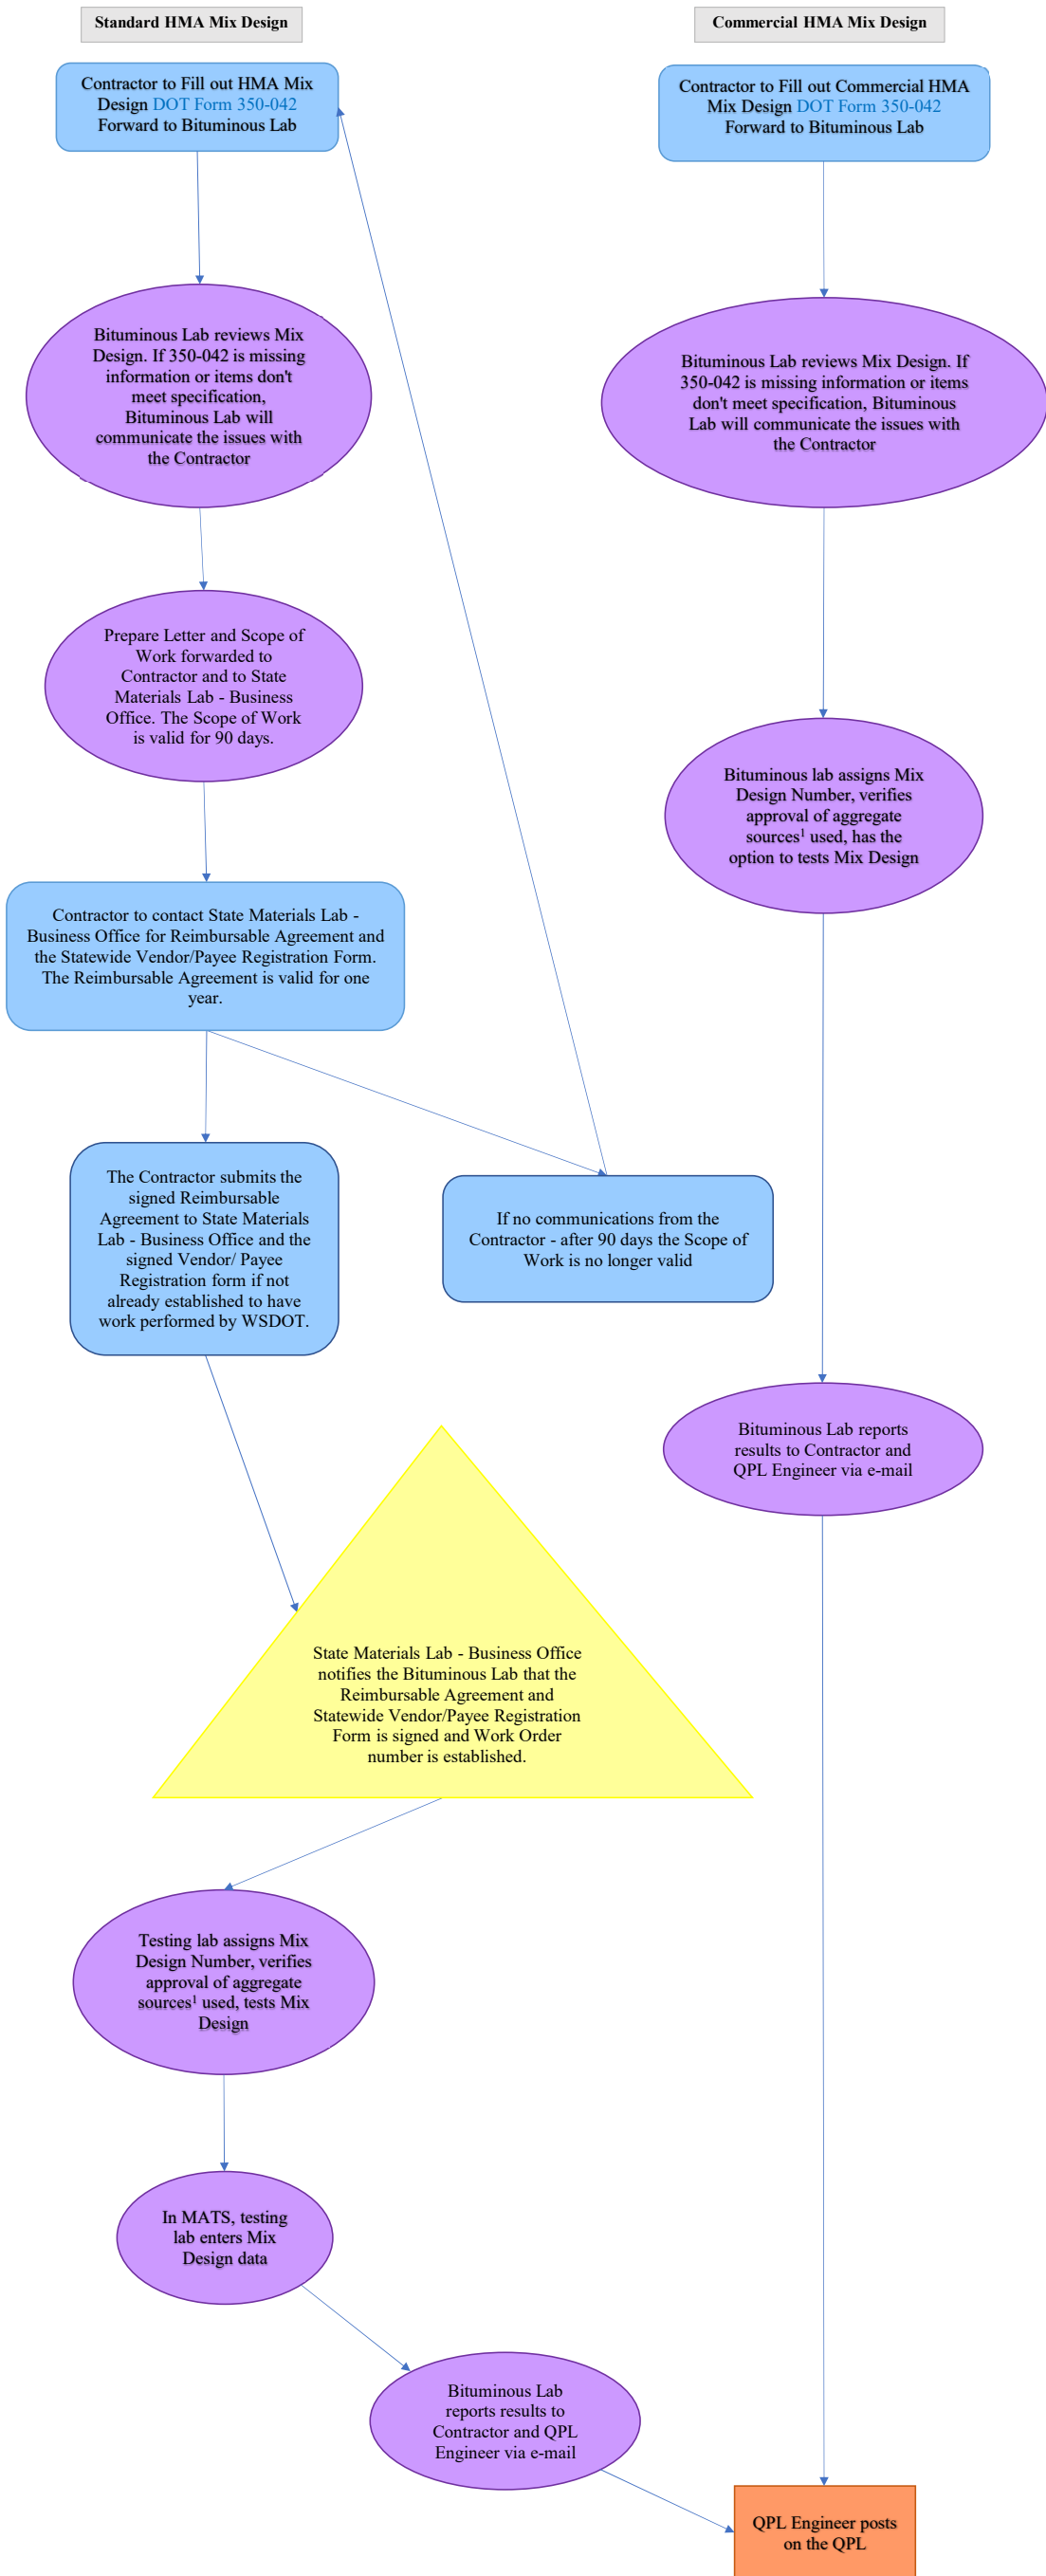 Standard HMA Mix Design
Contractor to Fill out HMA Mix
Design DOT Form 350-042
Forward to Bituminous Lab
Bituminous Lab reviews Mix
Design. If 350-042 is missing
information or items don't
meet specification,
Bituminous Lab will
communicate the issues with
the Contractor
Prepare Letter and Scope of
Work forwarded to
Contractor and to State
Materials Lab - Business
Office. The Scope of Work
is valid for 90 days.
Contractor to contact State Materials Lab -
Business Office for Reimbursable Agreement and
the Statewide Vendor/Payee Registration Form.
The Reimbursable Agreement is valid for one
year.
The Contractor submits the
signed Reimbursable
Agreement to State Materials
Lab - Business Office and the
signed Vendor/ Payee
Registration form if not
already established to have
work performed by WSDOT.
If no communications from the
Contractor - after 90 days the Scope of
Work is no longer valid
State Materials Lab - Business Office
notifies the Bituminous Lab that the
Reimbursable Agreement and
Statewide Vendor/Payee Registration
Form is signed and Work Order
number is established.
Testing lab assigns Mix
Design Number, verifies
approval of aggregate
sources¹ used, tests Mix
Design
In MATS, testing
lab enters Mix
Design data
Bituminous Lab
reports results to
Contractor and QPL
Engineer via e-mail
Commercial HMA Mix Design
Contractor to Fill out Commercial HMA
Mix Design DOT Form 350-042
Forward to Bituminous Lab
Bituminous Lab reviews Mix Design. If
350-042 is missing information or items
don't meet specification, Bituminous
Lab will communicate the issues with
the Contractor
Bituminous lab assigns Mix
Design Number, verifies
approval of aggregate
sources¹ used, has the
option to tests Mix Design
Bituminous Lab reports
results to Contractor and
QPL Engineer via e-mail
QPL Engineer posts
on the QPL